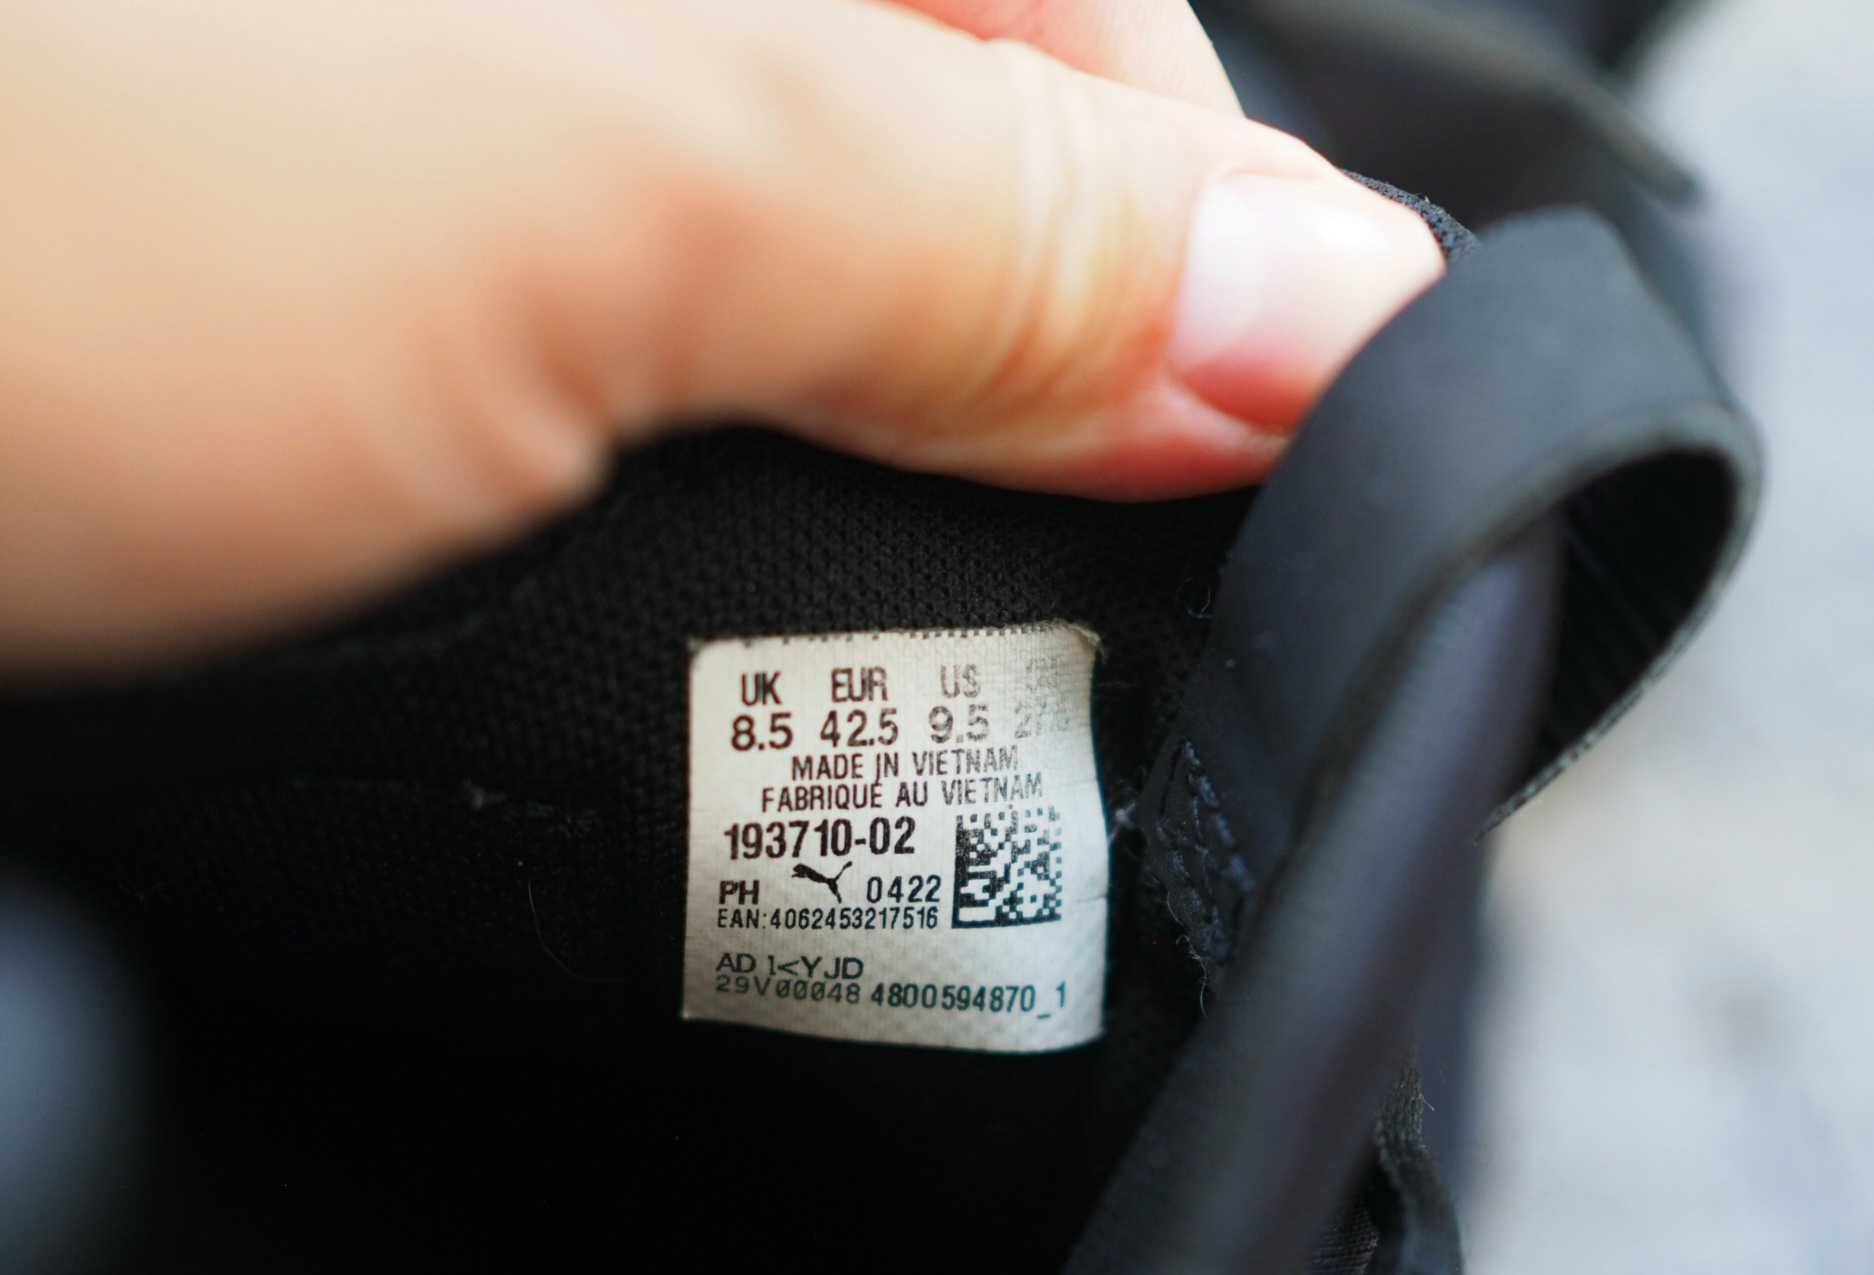 UK EUR US
8.5 42.5 9.5
MADE IN VIETNAM
FABRIQUE AU VIETNAM
193710-02
PH 0422
EAN:4062453217516
AD 1<YJD
29V00048 4800594870_1